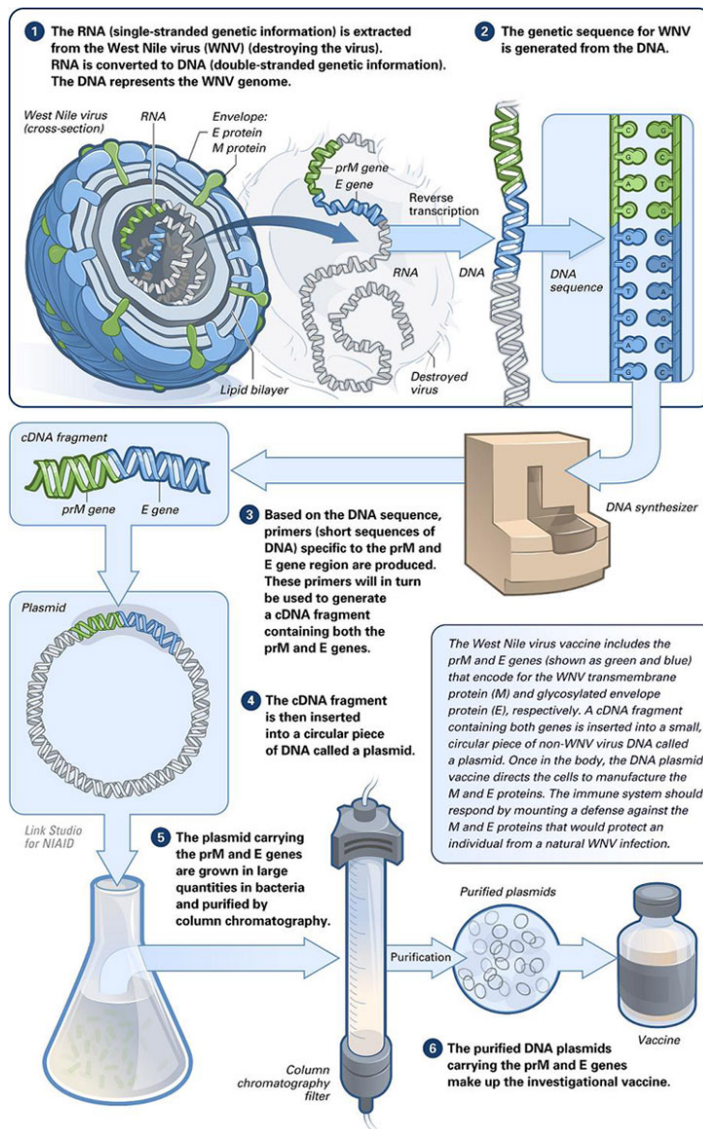 1 The RNA (single-stranded genetic information) is extracted
from the West Nile virus (WNV) (destroying the virus).
RNA is converted to DNA (double-stranded genetic information).
The DNA represents the WNV genome.
2 The genetic sequence for WNV
is generated from the DNA.
West Nile virus
(cross-section)
RNA
Envelope:
E protein
M protein
prM gene
E gene
Reverse
transcription
RNA
DNA
DNA
sequence
Lipid bilayer
Destroyed
virus
C G
G C
A T
C G
G C
C G
T A
C G
A T
G C
cDNA fragment
prM gene
E gene
DNA synthesizer
3 Based on the DNA sequence,
primers (short sequences of
DNA) specific to the prM and
E gene region are produced.
These primers will in turn
be used to generate
a cDNA fragment
containing both the
prM and E genes.
Plasmid
4 The cDNA fragment
is then inserted
into a circular piece
of DNA called a plasmid.
The West Nile virus vaccine includes the
prM and E genes (shown as green and blue)
that encode for the WNV transmembrane
protein (M) and glycosylated envelope
protein (E), respectively. A cDNA fragment
containing both genes is inserted into a small,
circular piece of non-WNV virus DNA called
a plasmid. Once in the body, the DNA plasmid
vaccine directs the cells to manufacture the
M and E proteins. The immune system should
respond by mounting a defense against the
M and E proteins that would protect an
individual from a natural WNV infection.
Link Studio
for NIAID
5 The plasmid carrying
the prM and E genes
are grown in large
quantities in bacteria
and purified by
column chromatography.
Purified plasmids
Purification
Vaccine
Column
chromatography
filter
6 The purified DNA plasmids
carrying the prM and E genes
make up the investigational vaccine.